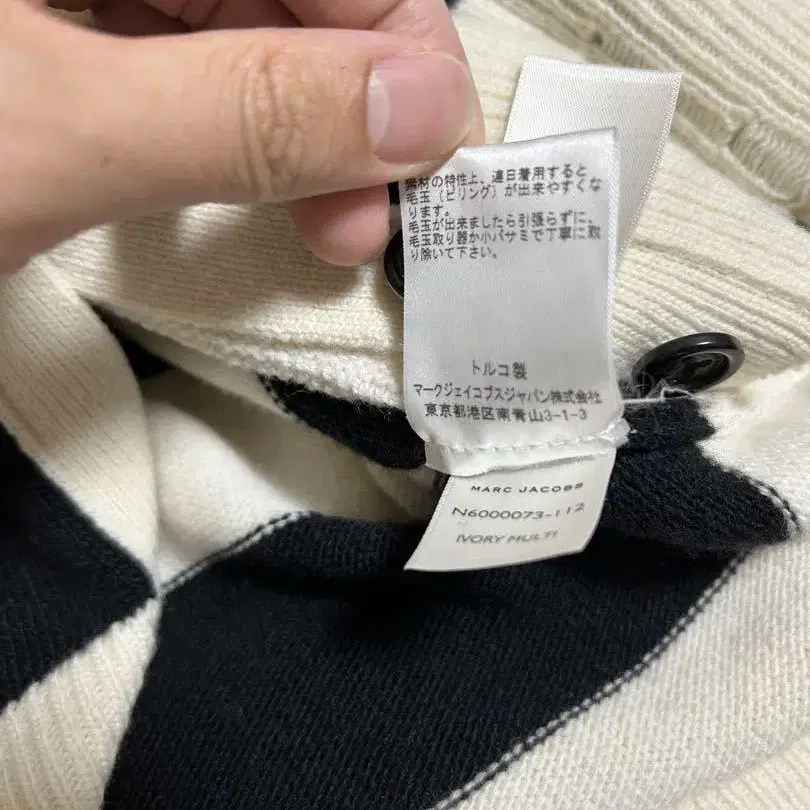 素材の特性上、連日着用すると
毛玉（ピリング）が出来やすくな
ります。
毛玉が出来ましたら引張らずに、
毛玉取り器か小バサミで丁寧に取
り除いて下さい。
トルコ製
マークジェイコブスジャパン株式会社
東京都港区南青山3-1-3
MARC JACOBS
N6000073-112
IVORY MULTI